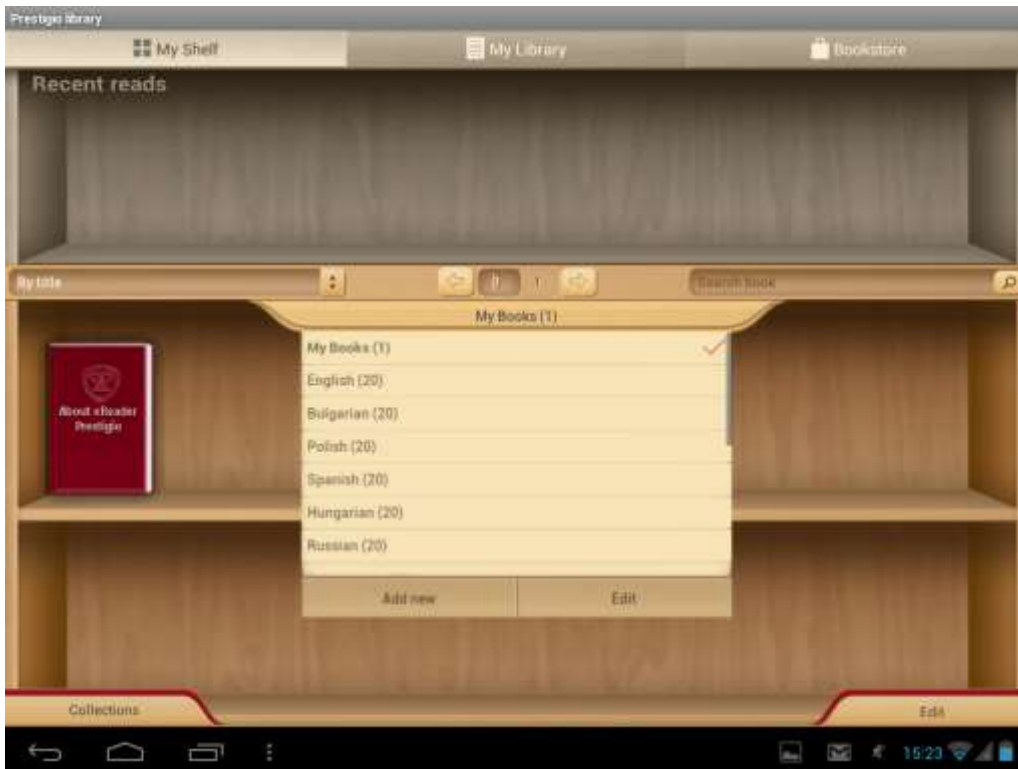 Prestigio library
My Shelf
My Library
Bookstore
Recent reads
By title
1
Search book
My Books (1)
My Books (1)
English (20)
About eReader
Prestigio
Bulgarian (20)
Polish (20)
Spanish (20)
Hungarian (20)
Russian (20)
Add new
Edit
Collections
Edit
15:23